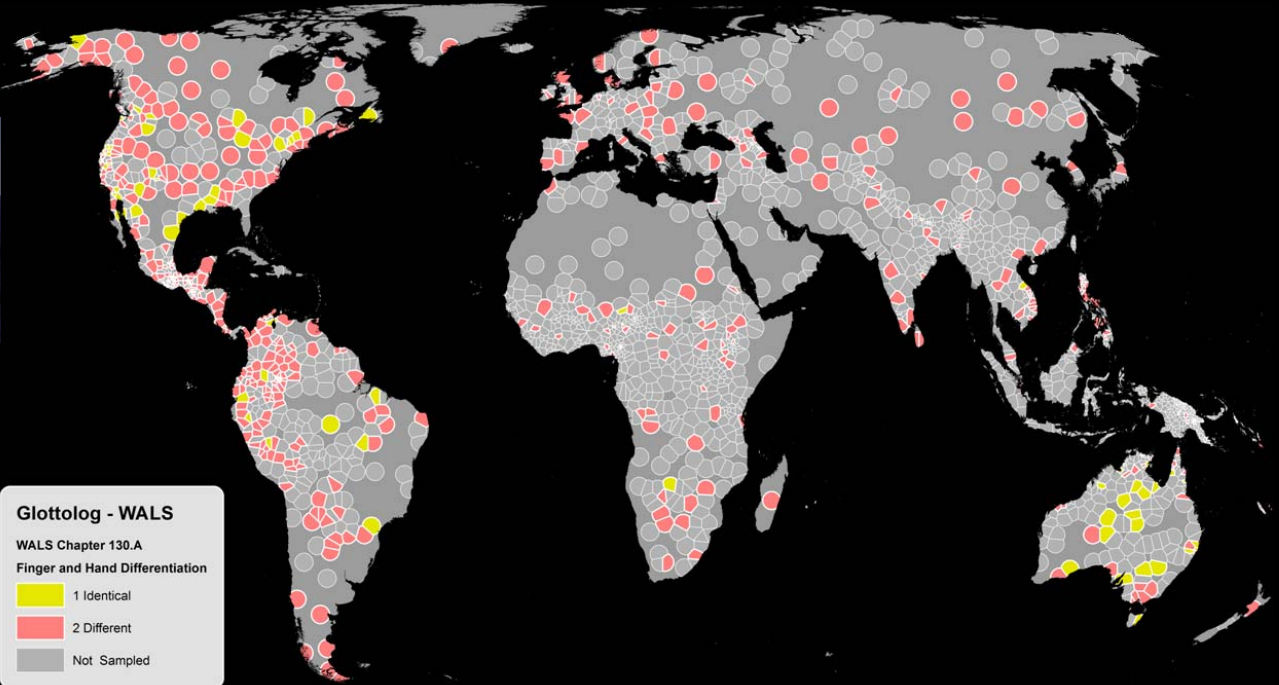 Glottolog - WALS
WALS Chapter 130.A
Finger and Hand Differentiation
1 Identical
2 Different
Not Sampled